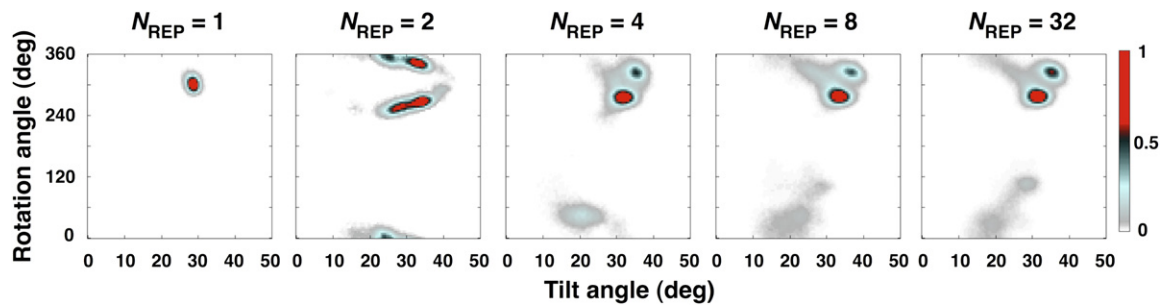 N_REP = 1 N_REP = 2 N_REP = 4 N_REP = 8 N_REP = 32
Rotation angle (deg)
360
240
120
0
0 10 20 30 40 50 0 10 20 30 40 50 0 10 20 30 40 50 0 10 20 30 40 50 0 10 20 30 40 50
Tilt angle (deg)
1
0.5
0